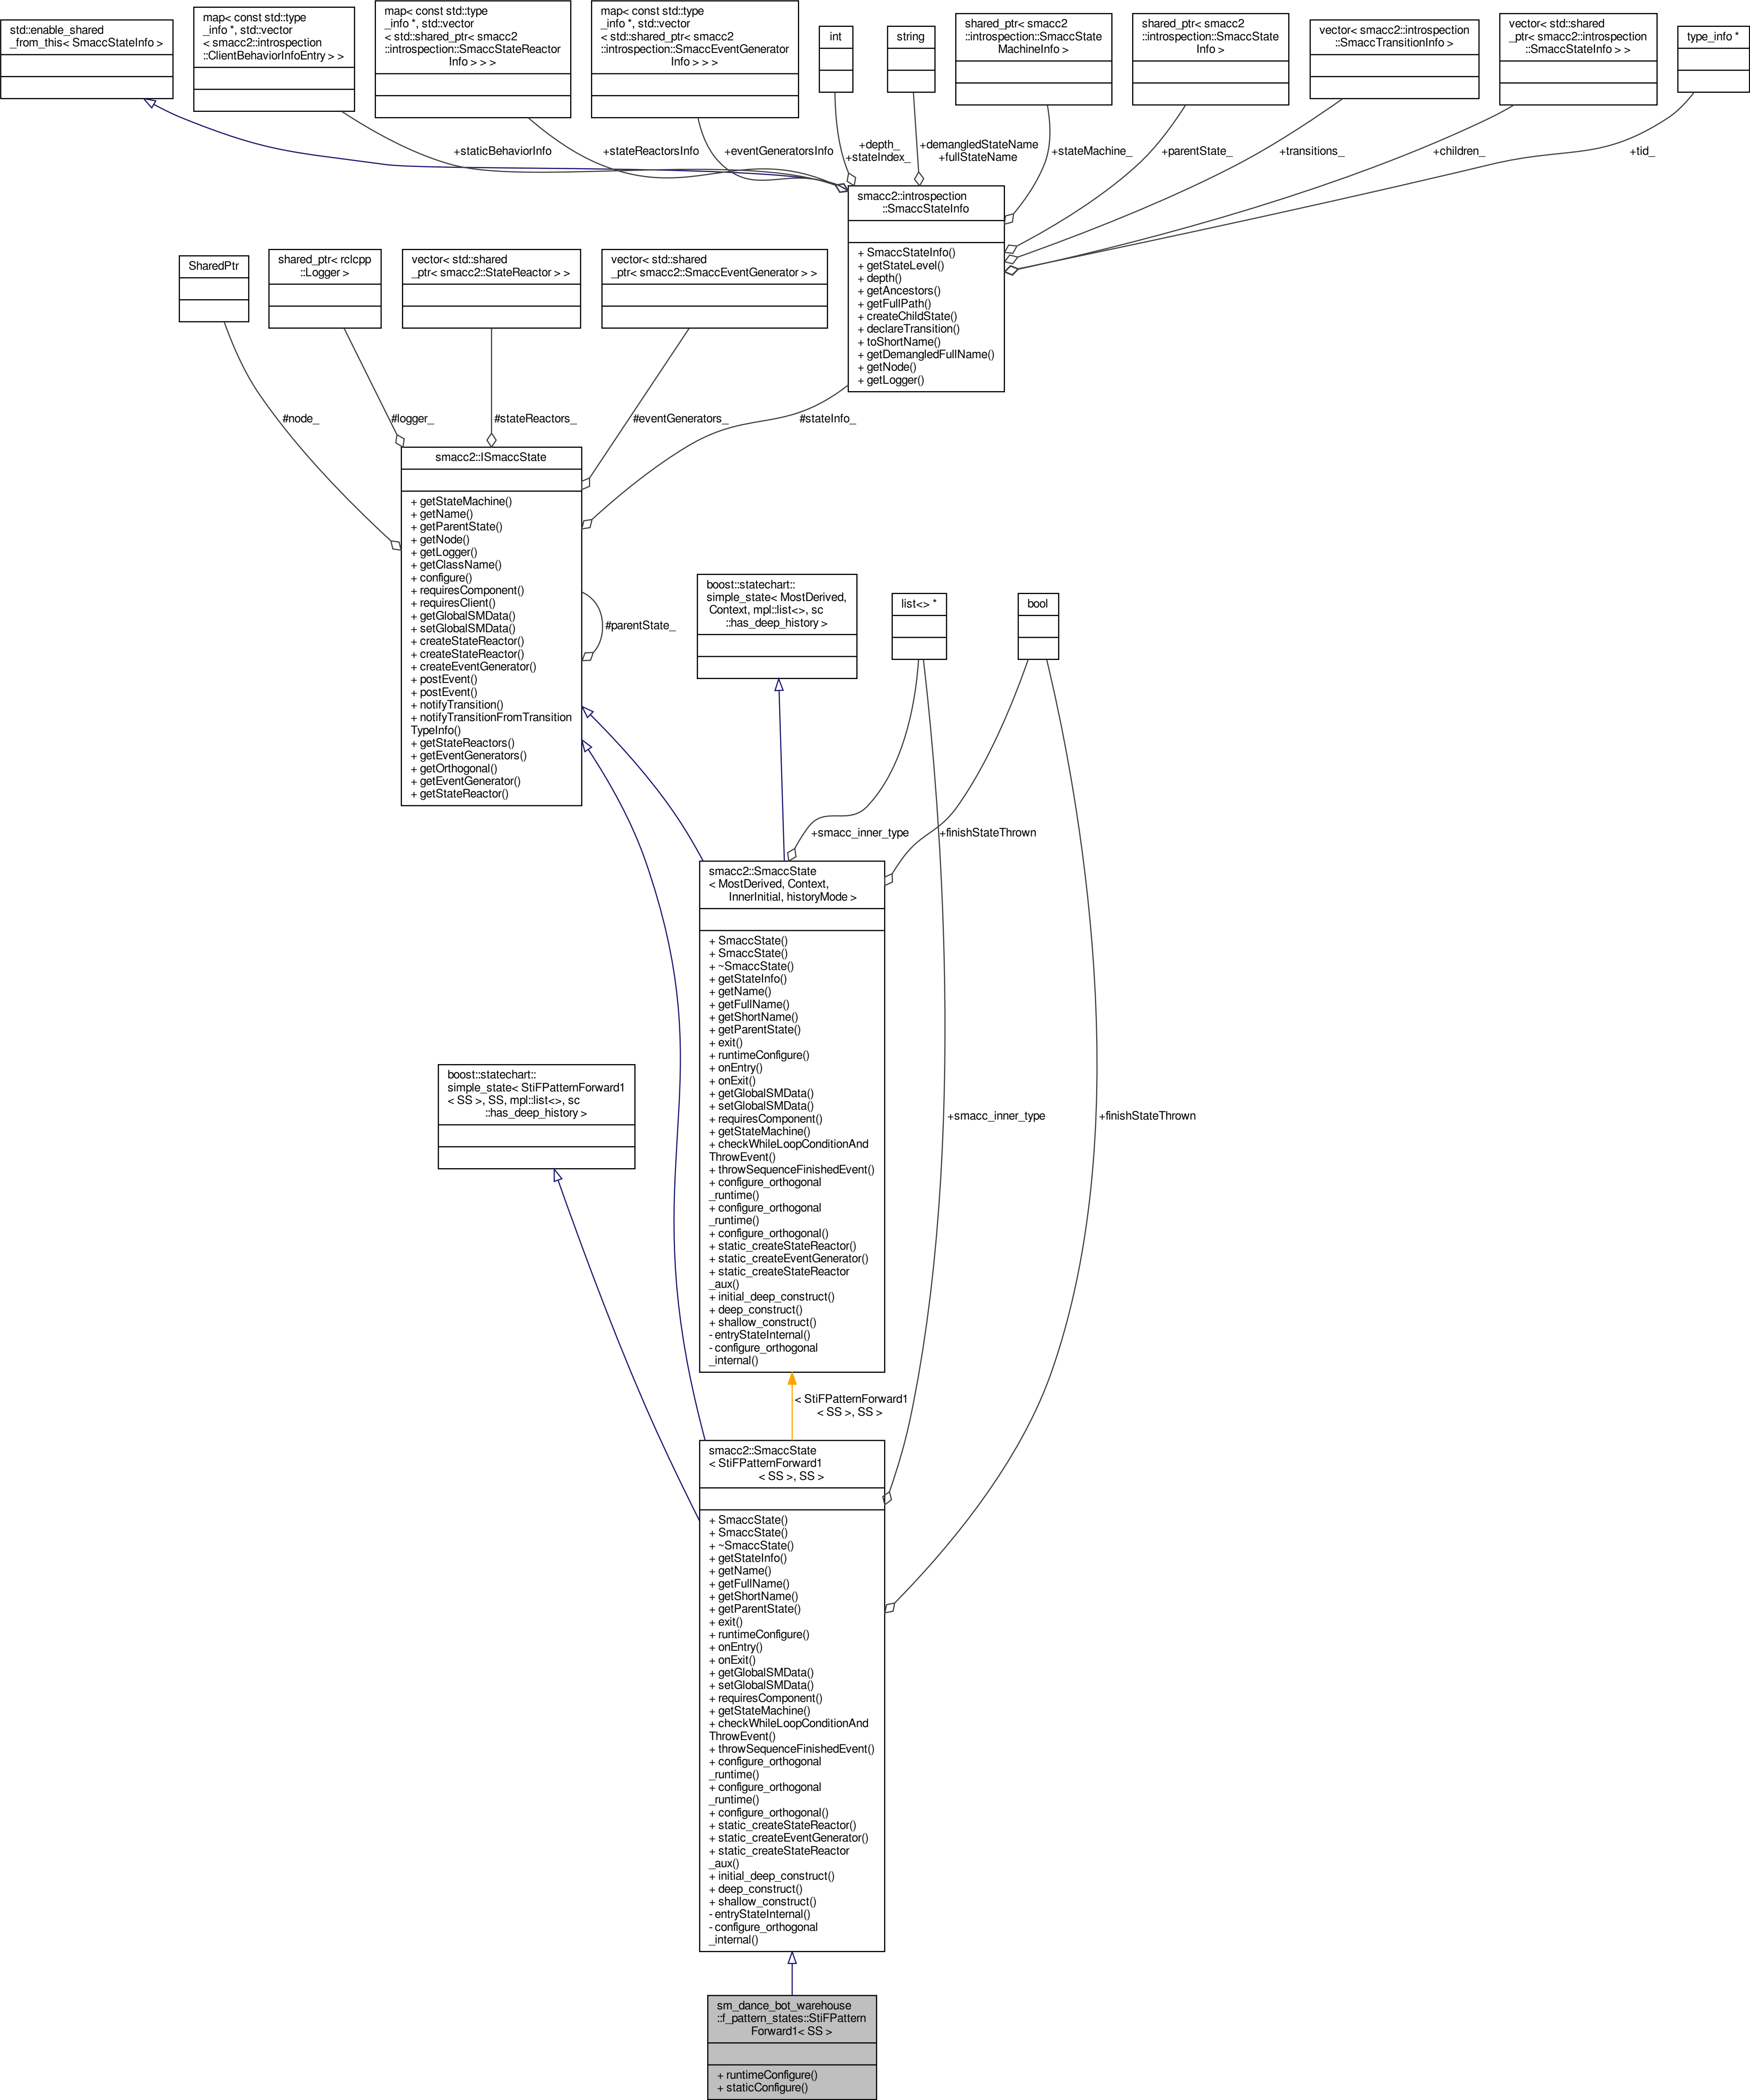 std::enable_shared
_from_this< SmaccStateInfo >
map< const std::type
_info *, std::vector
< smacc2::introspection
::ClientBehaviorInfoEntry > >
map< const std::type
_info *, std::vector
< std::shared_ptr< smacc2
::introspection::SmaccStateReactor
Info > > >
map< const std::type
_info *, std::vector
< std::shared_ptr< smacc2
::introspection::SmaccEventGenerator
Info > > >
int
string
shared_ptr< smacc2
::introspection::SmaccState
MachineInfo >
shared_ptr< smacc2
::introspection::SmaccState
Info >
vector< smacc2::introspection
::SmaccTransitionInfo >
vector< std::shared
_ptr< smacc2::introspection
::SmaccStateInfo > >
type_info *
+staticBehaviorInfo
+stateReactorsInfo
+eventGeneratorsInfo
+depth_
+stateIndex_
+demangledStateName
+fullStateName
+stateMachine_
+parentState_
+transitions_
+children_
+tid_
smacc2::introspection
::SmaccStateInfo
+ SmaccStateInfo()
+ getStateLevel()
+ depth()
+ getAncestors()
+ getFullPath()
+ createChildState()
+ declareTransition()
+ toShortName()
+ getDemangledFullName()
+ getNode()
+ getLogger()
SharedPtr
shared_ptr< rclcpp
::Logger >
vector< std::shared
_ptr< smacc2::StateReactor > >
vector< std::shared
_ptr< smacc2::SmaccEventGenerator > >
#node_
#logger_
#stateReactors_
#eventGenerators_
#stateInfo_
smacc2::ISmaccState
+ getStateMachine()
+ getName()
+ getParentState()
+ getNode()
+ getLogger()
+ getClassName()
+ configure()
+ requiresComponent()
+ requiresClient()
+ getGlobalSMData()
+ setGlobalSMData()
+ createStateReactor()
+ createStateReactor()
+ createEventGenerator()
+ postEvent()
+ postEvent()
+ notifyTransition()
+ notifyTransitionFromTransition
TypeInfo()
+ getStateReactors()
+ getEventGenerators()
+ getOrthogonal()
+ getEventGenerator()
+ getStateReactor()
#parentState_
boost::statechart::
simple_state< MostDerived,
Context, mpl::list<>, sc
::has_deep_history >
list<> *
bool
+smacc_inner_type
+finishStateThrown
smacc2::SmaccState
< MostDerived, Context,
InnerInitial, historyMode >
+ SmaccState()
+ SmaccState()
+ ~SmaccState()
+ getStateInfo()
+ getName()
+ getFullName()
+ getShortName()
+ getParentState()
+ exit()
+ runtimeConfigure()
+ onEntry()
+ onExit()
+ getGlobalSMData()
+ setGlobalSMData()
+ requiresComponent()
+ getStateMachine()
+ checkWhileLoopConditionAnd
ThrowEvent()
+ throwSequenceFinishedEvent()
+ configure_orthogonal
_runtime()
+ configure_orthogonal
_runtime()
+ configure_orthogonal()
+ static_createStateReactor()
+ static_createEventGenerator()
+ static_createStateReactor
_aux()
+ initial_deep_construct()
+ deep_construct()
+ shallow_construct()
- entryStateInternal()
- configure_orthogonal
_internal()
boost::statechart::
simple_state< StiFPatternForward1
< SS >, SS, mpl::list<>, sc
::has_deep_history >
+smacc_inner_type
+finishStateThrown
< StiFPatternForward1
< SS >, SS >
smacc2::SmaccState
< StiFPatternForward1
< SS >, SS >
+ SmaccState()
+ SmaccState()
+ ~SmaccState()
+ getStateInfo()
+ getName()
+ getFullName()
+ getShortName()
+ getParentState()
+ exit()
+ runtimeConfigure()
+ onEntry()
+ onExit()
+ getGlobalSMData()
+ setGlobalSMData()
+ requiresComponent()
+ getStateMachine()
+ checkWhileLoopConditionAnd
ThrowEvent()
+ throwSequenceFinishedEvent()
+ configure_orthogonal
_runtime()
+ configure_orthogonal
_runtime()
+ configure_orthogonal()
+ static_createStateReactor()
+ static_createEventGenerator()
+ static_createStateReactor
_aux()
+ initial_deep_construct()
+ deep_construct()
+ shallow_construct()
- entryStateInternal()
- configure_orthogonal
_internal()
sm_dance_bot_warehouse
::f_pattern_states::StiFPattern
Forward1< SS >
+ runtimeConfigure()
+ staticConfigure()